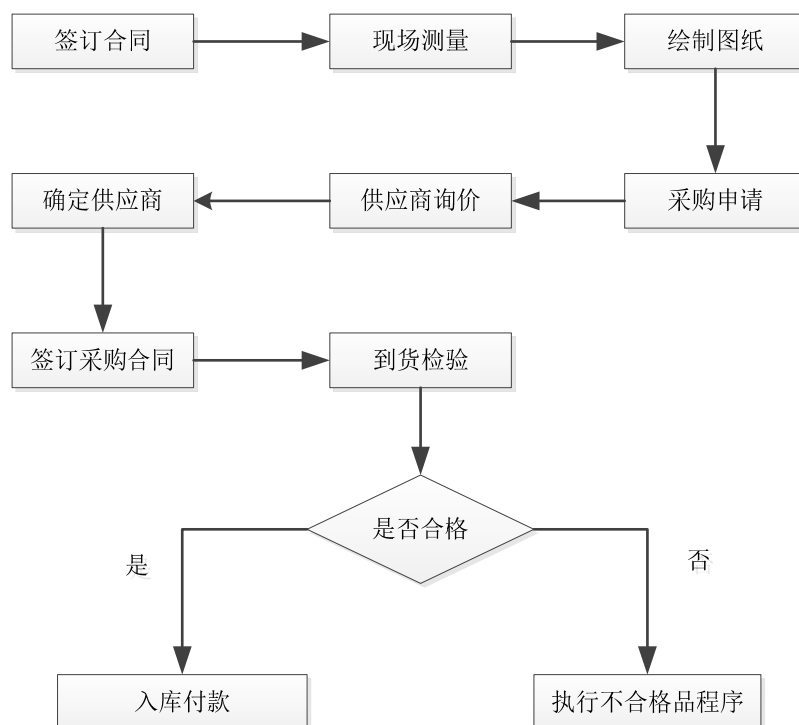 签订合同
现场测量
绘制图纸
采购申请
供应商询价
确定供应商
签订采购合同
到货检验
是否合格
是
否
入库付款
执行不合格品程序